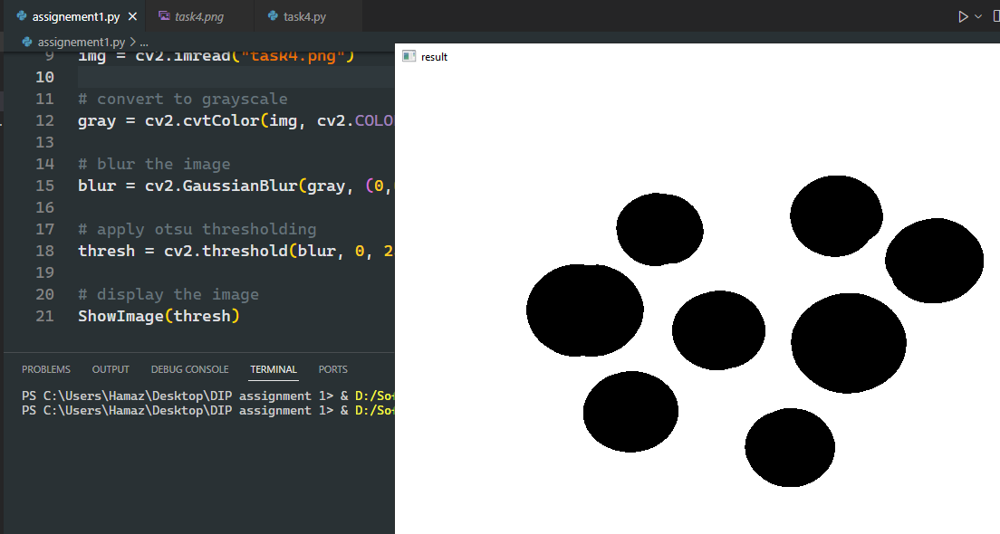 assignement1.py
task4.png
task4.py
assignement1.py > ...
result
9 img = cv2.imread("task4.png")
10
11 # convert to grayscale
12 gray = cv2.cvtColor(img, cv2.COLO
13
14 # blur the image
15 blur = cv2.GaussianBlur(gray, (0,
16
17 # apply otsu thresholding
18 thresh = cv2.threshold(blur, 0, 2
19
20 # display the image
21 ShowImage(thresh)
PROBLEMS OUTPUT DEBUG CONSOLE TERMINAL PORTS
PS C:\Users\Hamaz\Desktop\DIP assignment 1> & D:/Sof
PS C:\Users\Hamaz\Desktop\DIP assignment 1> & D:/Sof